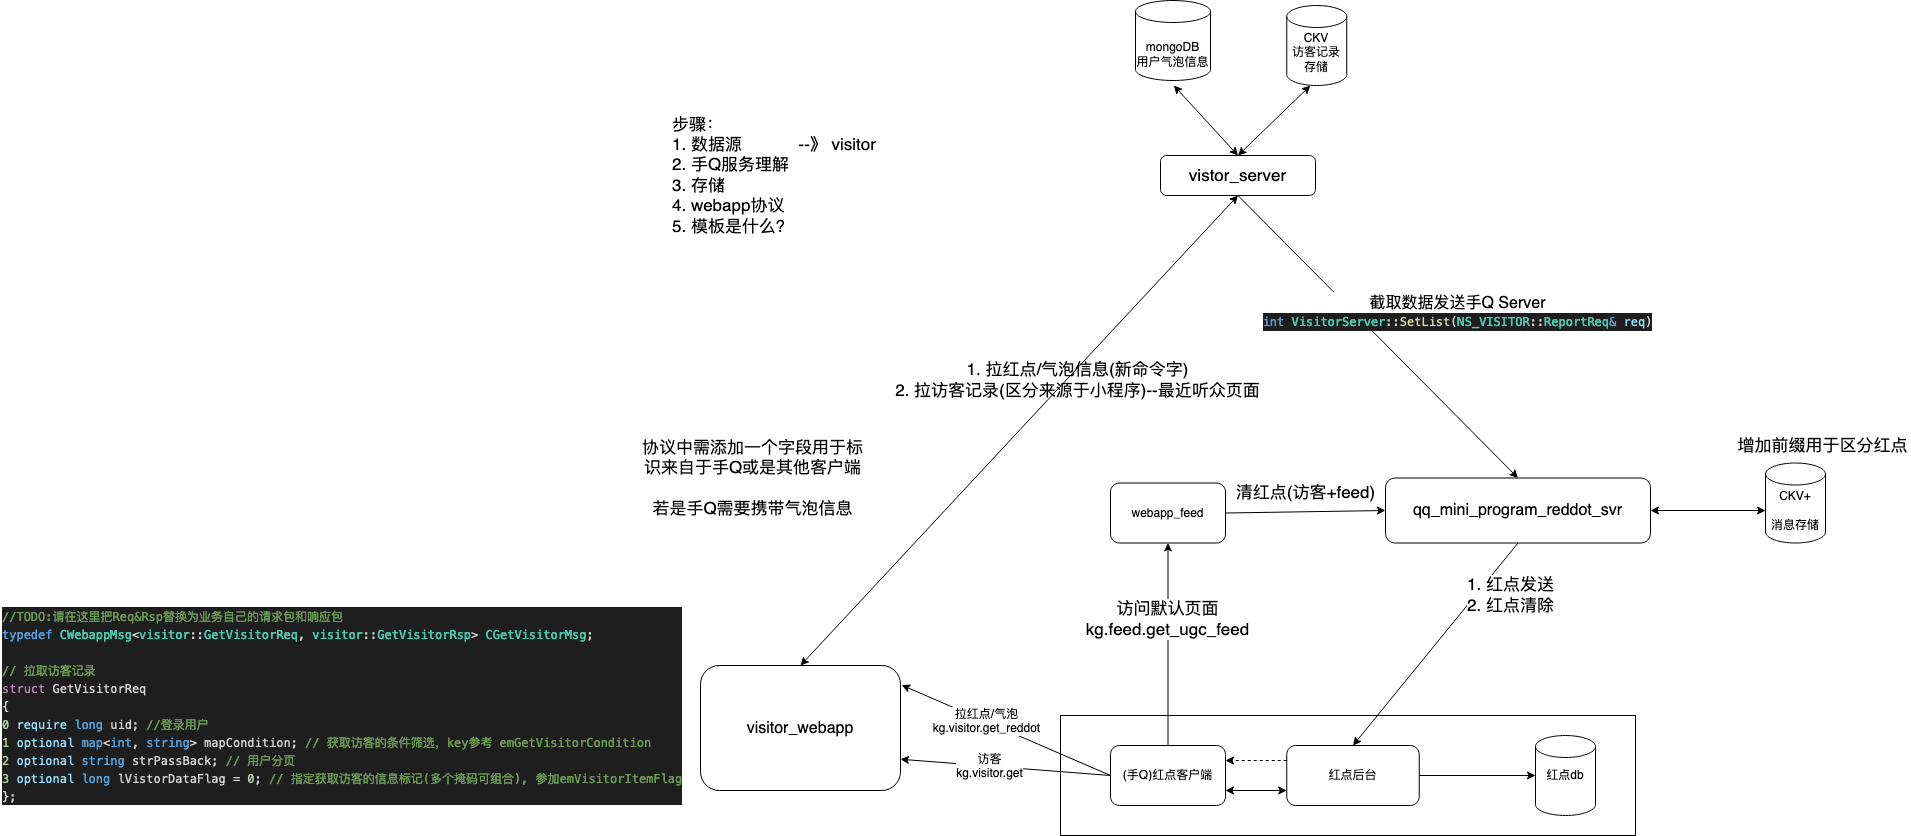 mongoDB
用户气泡信息
CKV
访客记录
存储
步骤：
1. 数据源 --》 visitor
2. 手Q服务理解
3. 存储
4. webapp协议
5. 模板是什么?
vistor_server
截取数据发送手Q Server
int VisitorServer::SetList(NS_VISITOR::ReportReq& req)
1. 拉红点/气泡信息(新命令字)
2. 拉访客记录(区分来源于小程序)--最近听众页面
协议中需添加一个字段用于标
识来自于手Q或是其他客户端
若是手Q需要携带气泡信息
增加前缀用于区分红点
CKV+
消息存储
webapp_feed
清红点(访客+feed)
qq_mini_program_reddot_svr
1. 红点发送
2. 红点清除
访问默认页面
kg.feed.get_ugc_feed
//TODO:请在这里把Req&Rsp替换为业务自己的请求包和响应包
typedef CWebappMsg<visitor::GetVisitorReq, visitor::GetVisitorRsp> CGetVisitorMsg;
// 拉取访客记录
struct GetVisitorReq
{
0 require long uid; //登录用户
1 optional map<int, string> mapCondition; // 获取访客的条件筛选, key参考 emGetVisitorCondition
2 optional string strPassBack; // 用户分页
3 optional long lVistorDataFlag = 0; // 指定获取访客的信息标记(多个掩码可组合), 参加emVisitorItemFlag
};
visitor_webapp
拉红点/气泡
kg.visitor.get_reddot
访客
kg.visitor.get
(手Q)红点客户端
红点后台
红点db